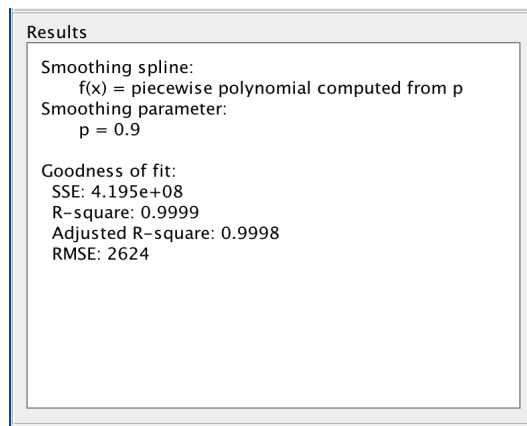 Results
Smoothing spline:
f(x) = piecewise polynomial computed from p
Smoothing parameter:
p = 0.9
Goodness of fit:
SSE: 4.195e+08
R-square: 0.9999
Adjusted R-square: 0.9998
RMSE: 2624